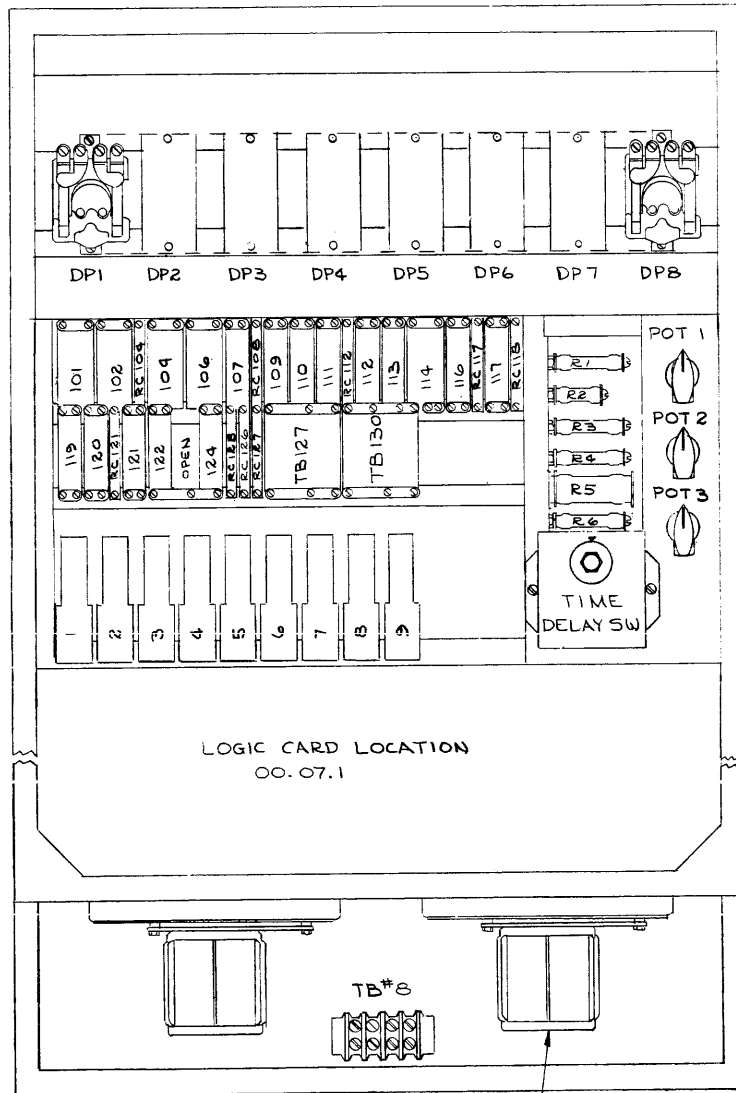 DP1 DP2 DP3 DP4 DP5 DP6 DP7 DP8
101 102 RC104 104 106 107 RC108 109 110 111 RC112 112 113 114 116 RC117 117 RC118
119 120 RC121 121 122 OPEN 124 RC128 RC126 RC127 TB127 TB130
R1
R2
R3
R4
R5
R6
POT 1
POT 2
POT 3
TIME
DELAY SW
1 2 3 4 5 6 7 8 9
LOGIC CARD LOCATION
00.07.1
TB#8